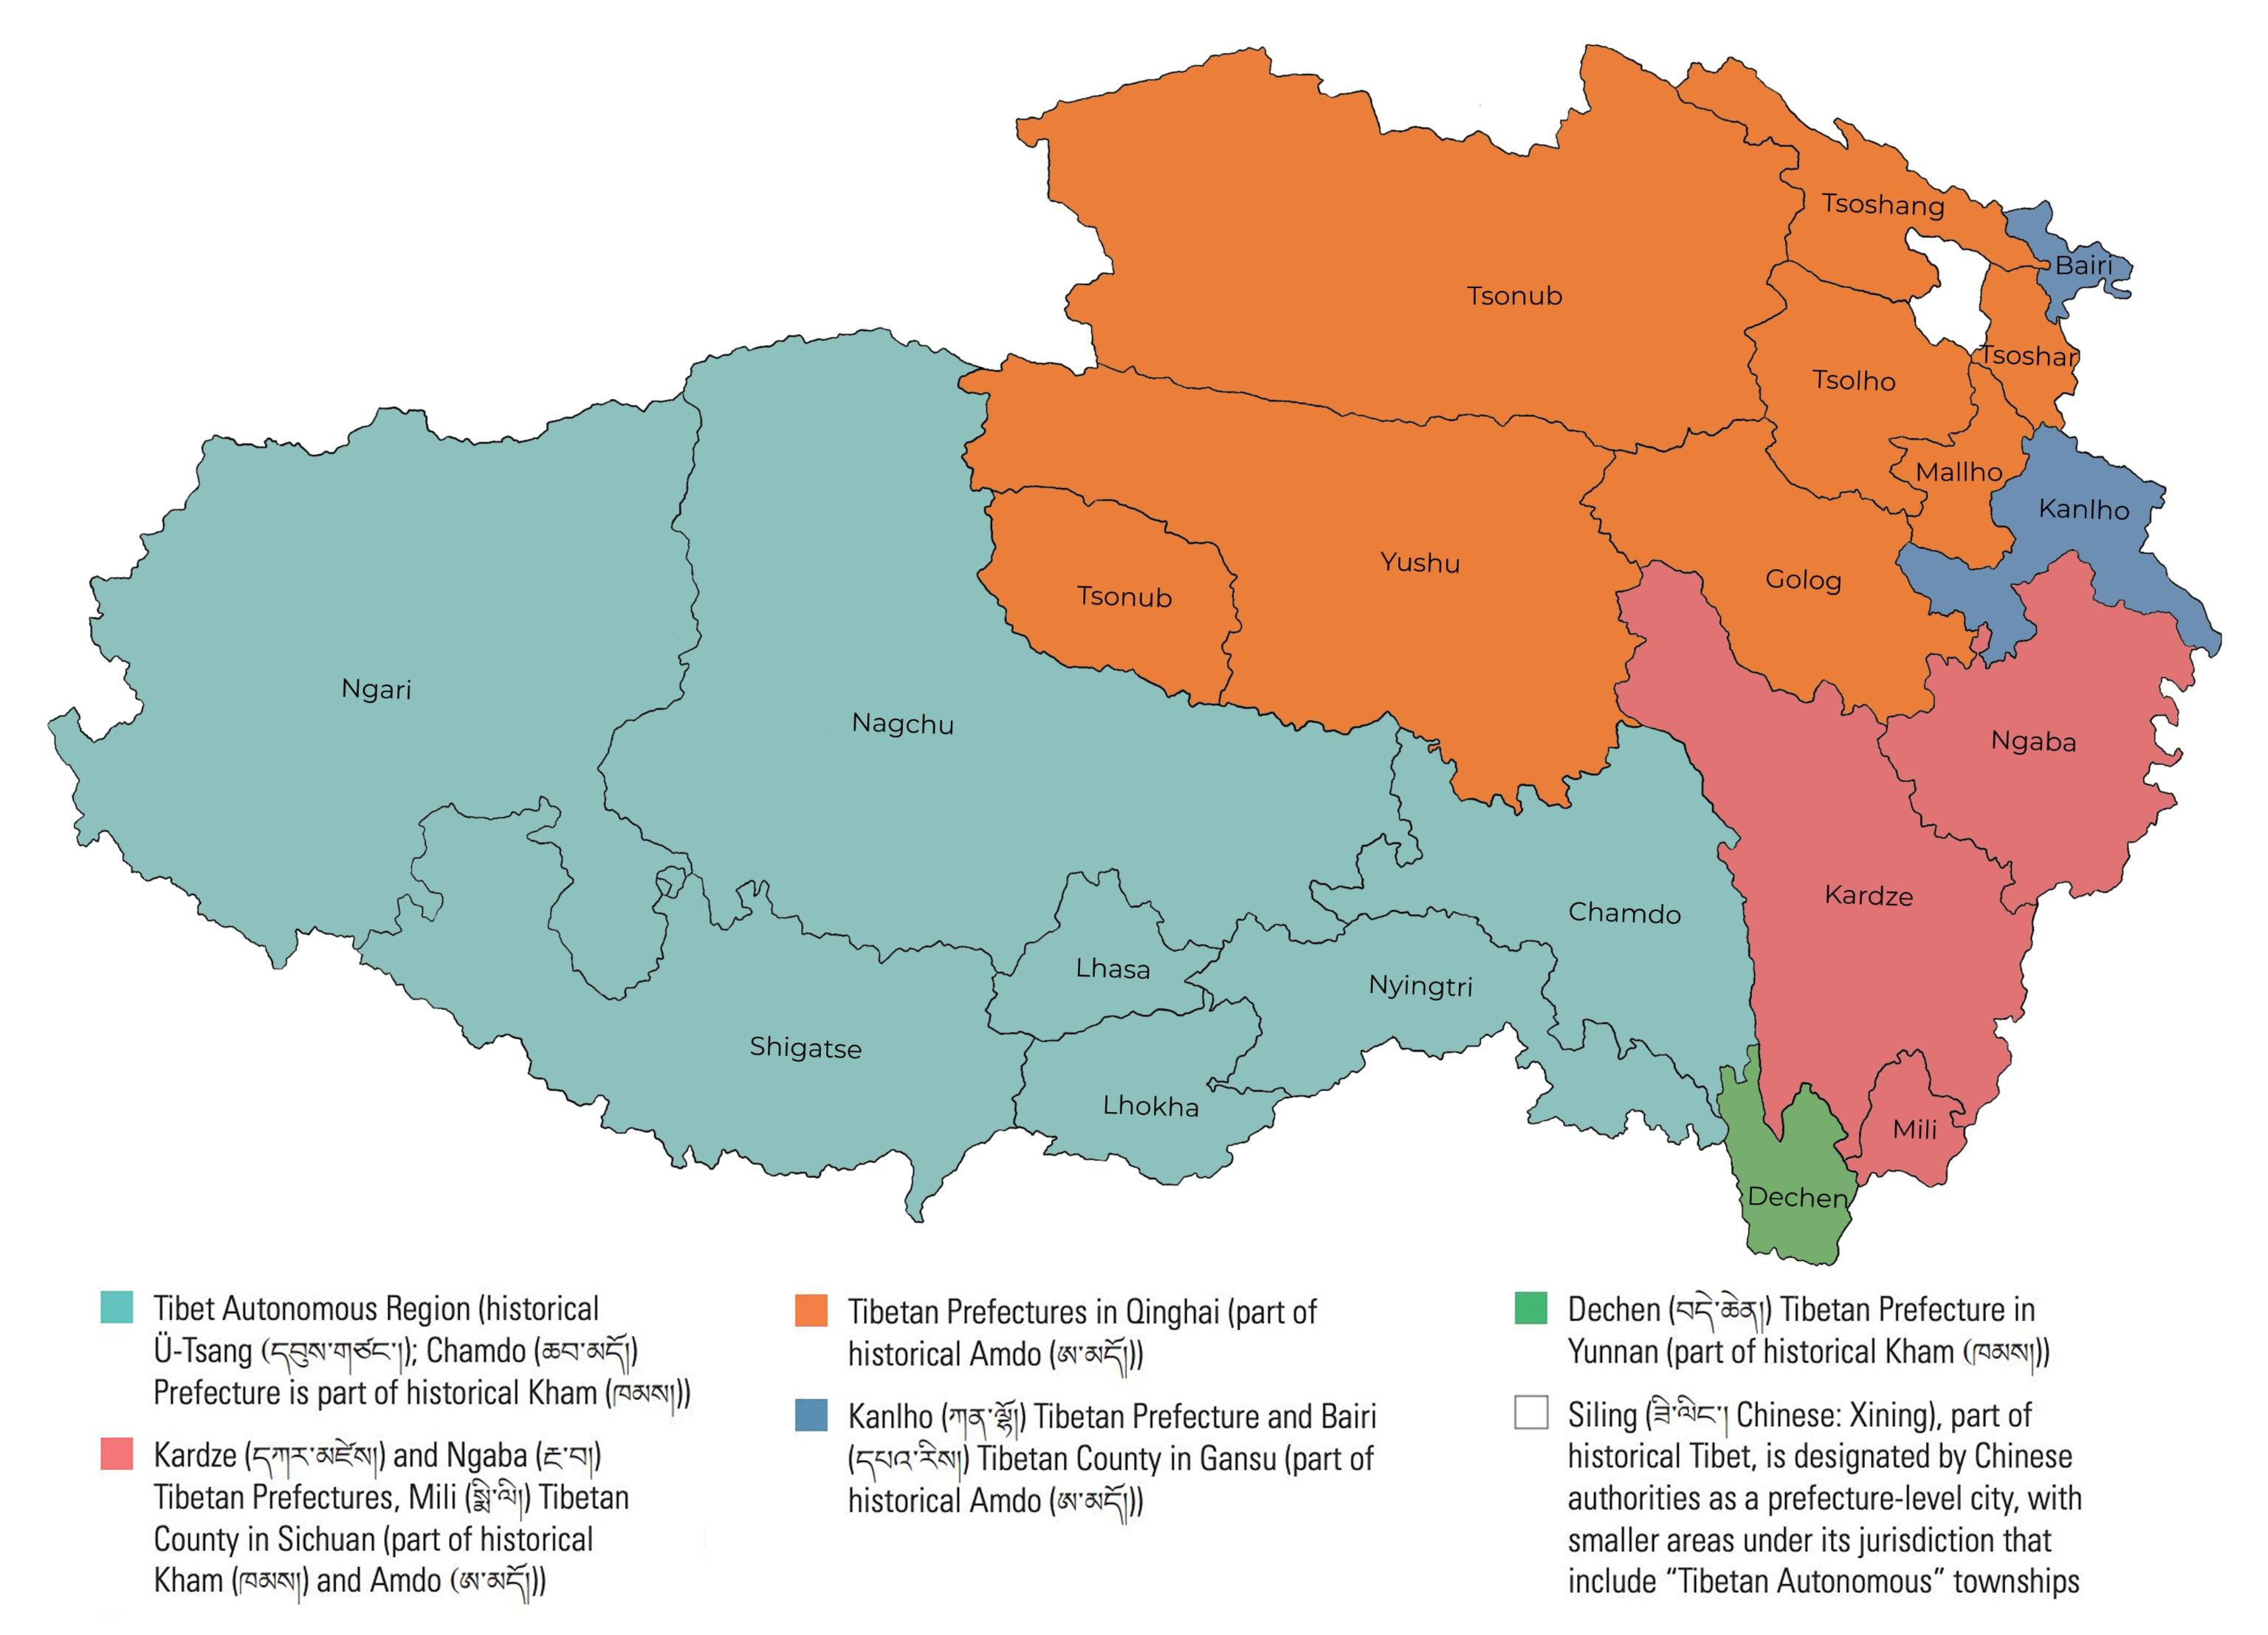 Tsoshang
Bairi
Tsonub
Tsoshar
Tsolho
Mallho
Kanlho
Yushu
Golog
Tsonub
Ngari
Nagchu
Ngaba
Kardze
Chamdo
Lhasa
Nyingtri
Shigatse
Lhokha
Mili
Dechen
Tibet Autonomous Region (historical
Ü-Tsang (དབུས་གཙང་།); Chamdo (ཆབ་མདོ།)
Prefecture is part of historical Kham (ཁམས།))
Kardze (དཀར་མཛེས།) and Ngaba (རྔ་བ།)
Tibetan Prefectures, Mili (སྨི་ལི།) Tibetan
County in Sichuan (part of historical
Kham (ཁམས།) and Amdo (ཨ་མདོ།))
Tibetan Prefectures in Qinghai (part of
historical Amdo (ཨ་མདོ།))
Kanlho (ཀན་ལྷོ།) Tibetan Prefecture and Bairi
(དཔའ་རིས།) Tibetan County in Gansu (part of
historical Amdo (ཨ་མདོ།))
Dechen (བདེ་ཆེན།) Tibetan Prefecture in
Yunnan (part of historical Kham (ཁམས།))
Siling (ཟི་ལིང་། Chinese: Xining), part of
historical Tibet, is designated by Chinese
authorities as a prefecture-level city, with
smaller areas under its jurisdiction that
include “Tibetan Autonomous” townships